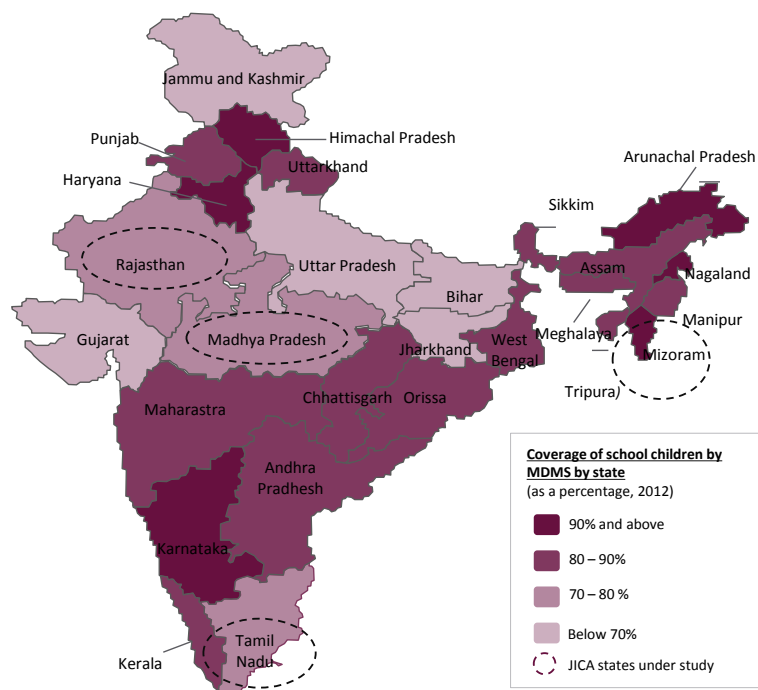 Jammu and Kashmir
Punjab
Himachal Pradesh
Uttarkhand
Arunachal Pradesh
Haryana
Sikkim
Rajasthan
Uttar Pradesh
Assam
Nagaland
Bihar
Manipur
Gujarat
Madhya Pradesh
Jharkhand
West
Bengal
Meghalaya
Mizoram
Tripura)
Maharastra
Chhattisgarh
Orissa
Andhra
Pradhesh
Karnataka
Kerala
Tamil
Nadu
Coverage of school children by
MDMS by state
(as a percentage, 2012)
90% and above
80 – 90%
70 – 80 %
Below 70%
JICA states under study